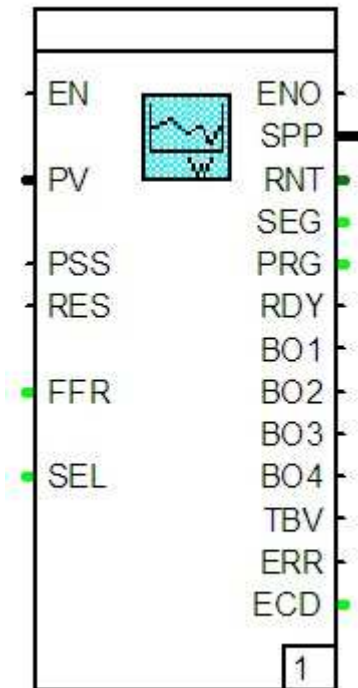 EN ENO
SPP
PV RNT
SEG
PSS PRG
RES RDY
BO1
FFR BO2
BO3
SEL BO4
TBV
ERR
ECD
1